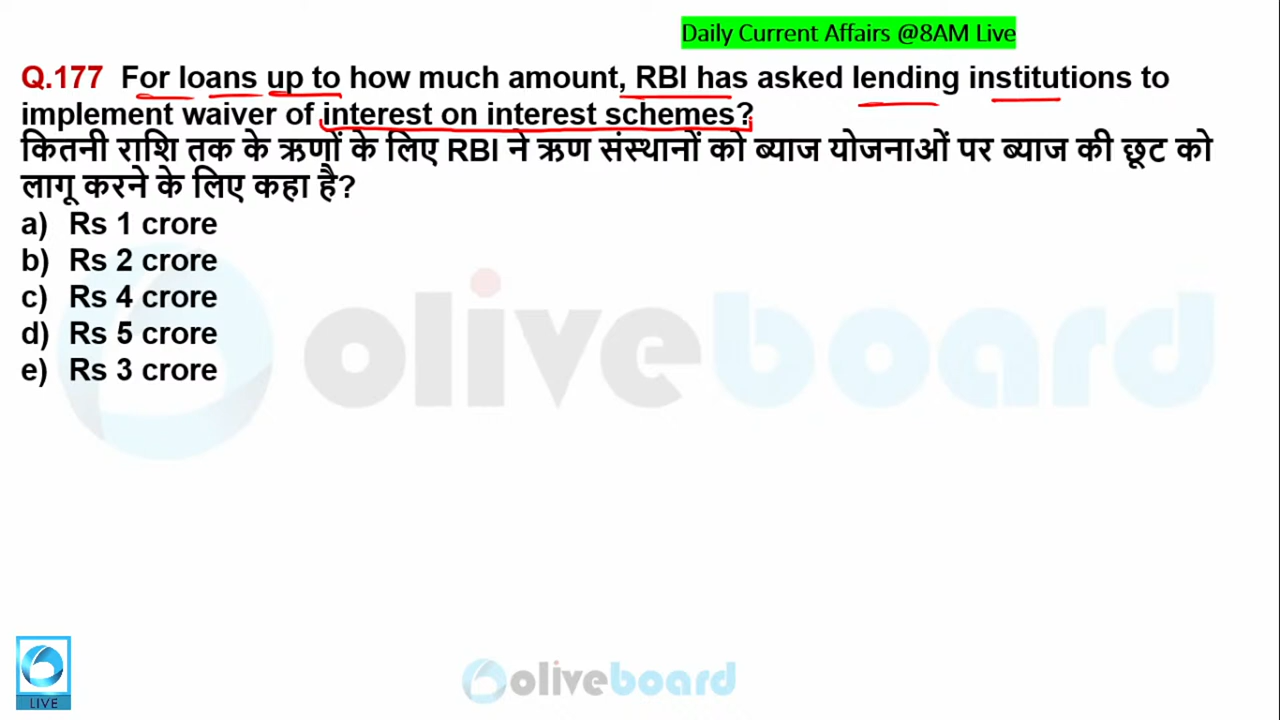 Daily Current Affairs @8AM Live
Q.177 For loans up to how much amount, RBI has asked lending institutions to
implement waiver of interest on interest schemes?
कितनी राशि तक के ऋणों के लिए RBI ने ऋण संस्थानों को ब्याज योजनाओं पर ब्याज की छूट को
लागू करने के लिए कहा है?
a) Rs 1 crore
b) Rs 2 crore
c) Rs 4 crore
d) Rs 5 crore
e) Rs 3 crore
oliveboard
LIVE
oliveboard